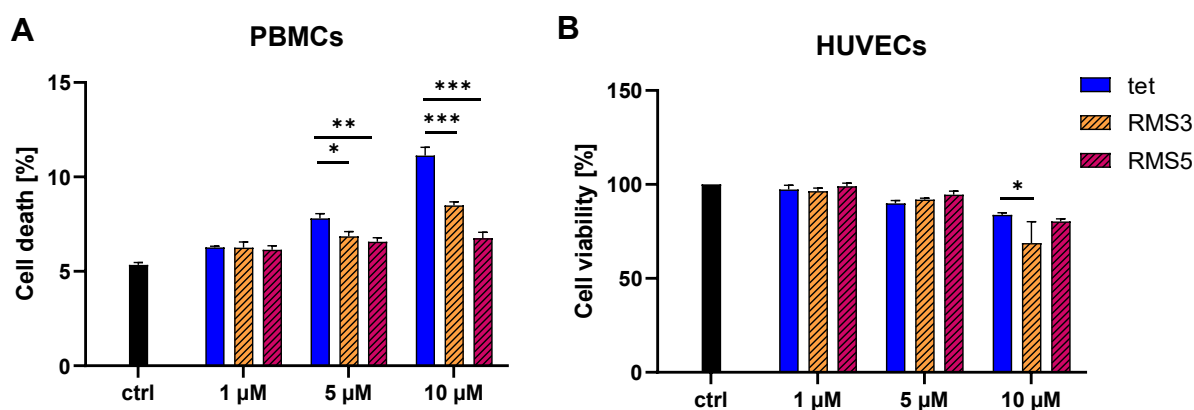 A
PBMCs
Cell death [%]
15
10
5
0
***
***
**
*
ctrl
1 µM
5 µM
10 µM
B
HUVECs
Cell viability [%]
150
100
50
0
*
ctrl
1 µM
5 µM
10 µM
tet
RMS3
RMS5